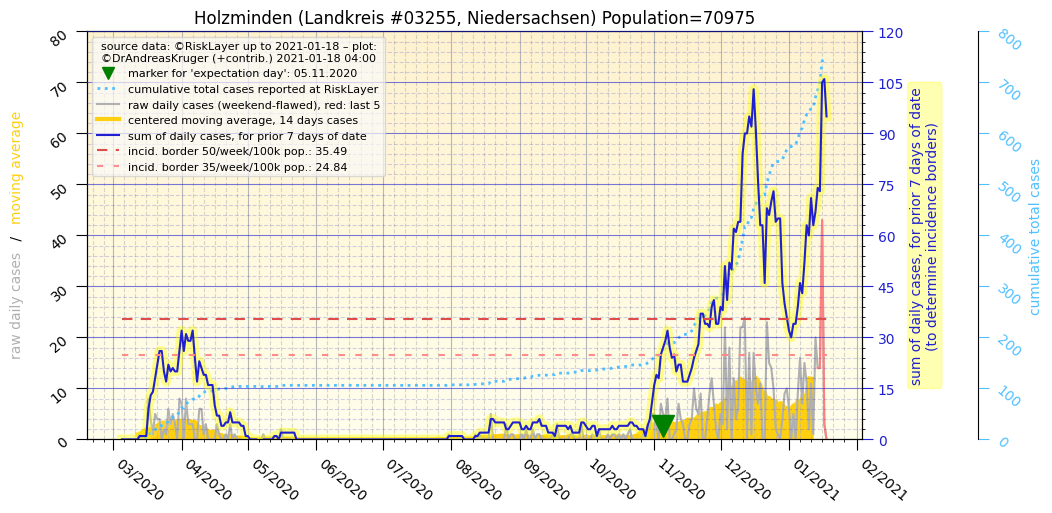 Holzminden (Landkreis #03255, Niedersachsen) Population=70975
source data: ©RiskLayer up to 2021-01-18 – plot:
©DrAndreasKruger (+contrib.) 2021-01-18 04:00
marker for 'expectation day': 05.11.2020
cumulative total cases reported at RiskLayer
raw daily cases (weekend-flawed), red: last 5
centered moving average, 14 days cases
sum of daily cases, for prior 7 days of date
incid. border 50/week/100k pop.: 35.49
incid. border 35/week/100k pop.: 24.84
raw daily cases / moving average
80
70
60
50
40
30
20
10
0
120
105
90
75
60
45
30
15
0
sum of daily cases, for prior 7 days of date
(to determine incidence borders)
800
700
600
500
400
300
200
100
0
cumulative total cases
03/2020
04/2020
05/2020
06/2020
07/2020
08/2020
09/2020
10/2020
11/2020
12/2020
01/2021
02/2021